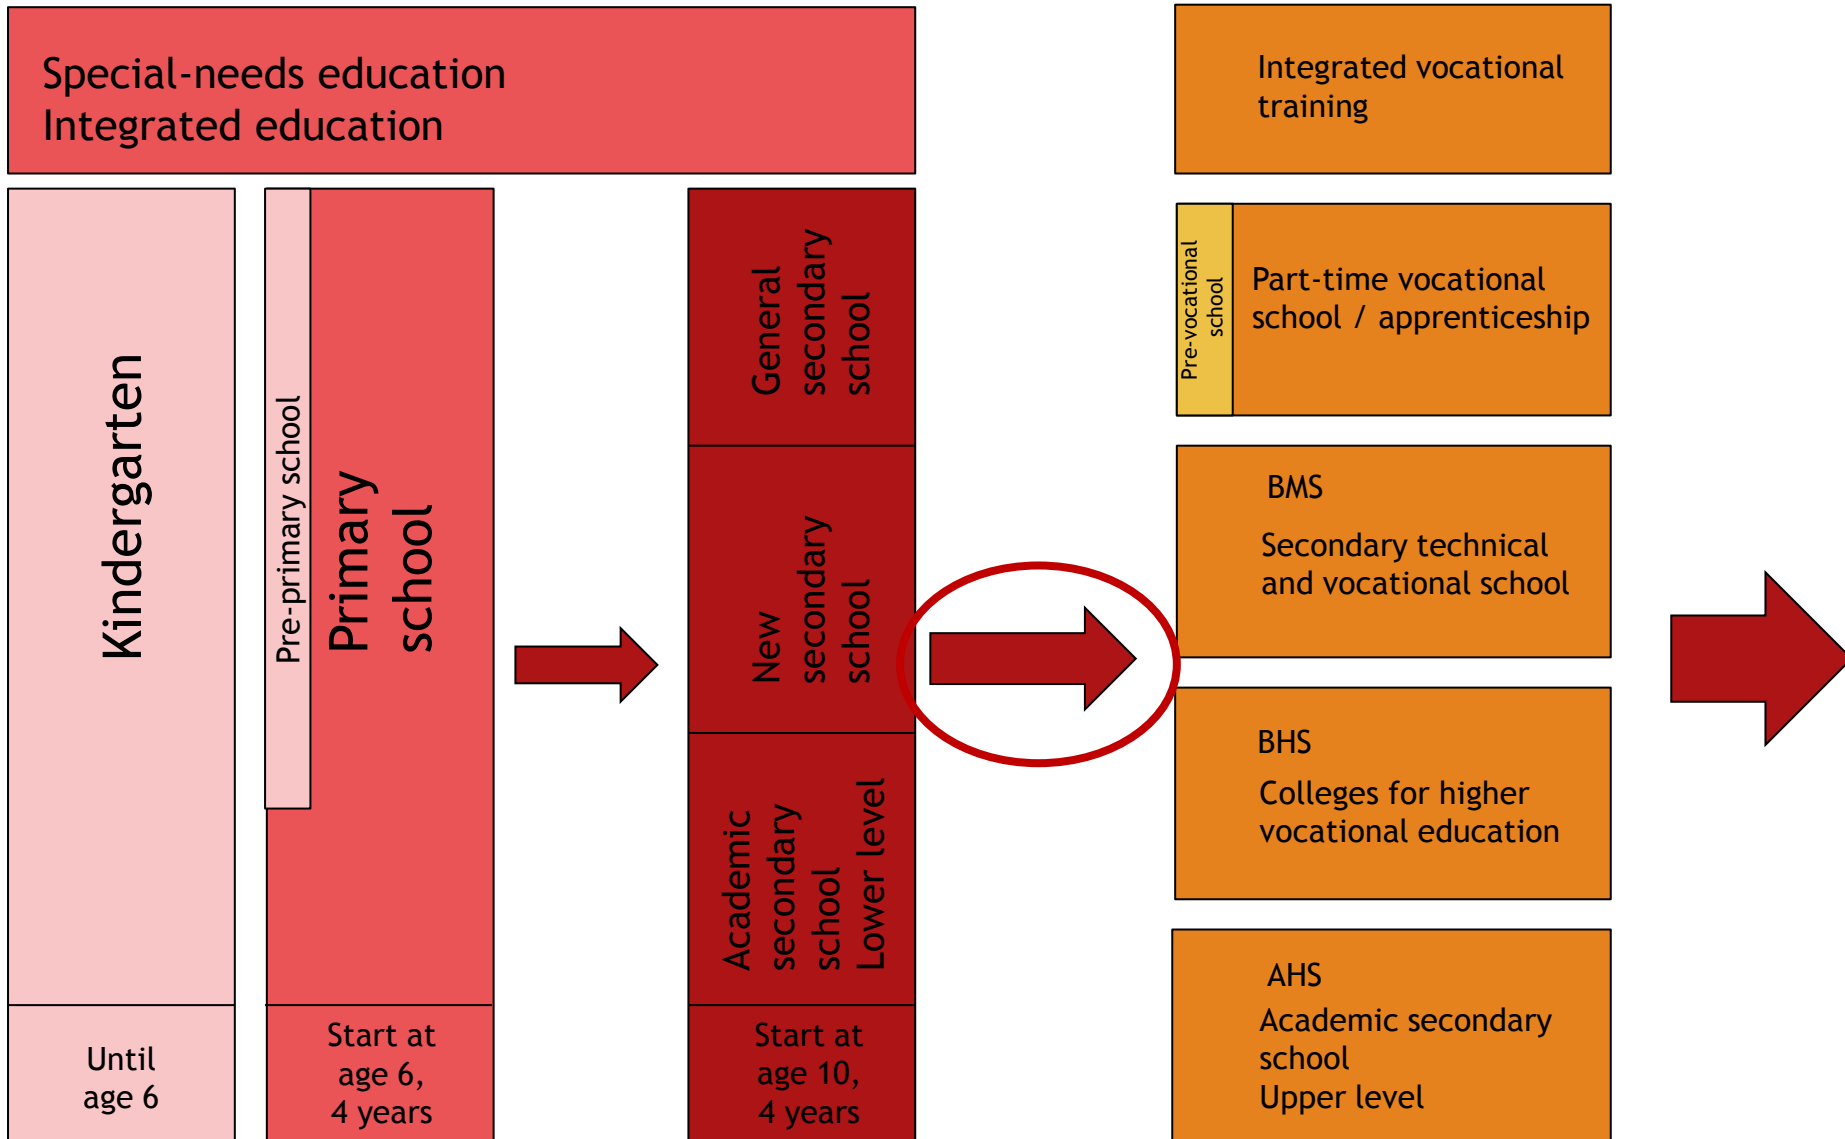 Special-needs education
Integrated education
Kindergarten
Until
age 6
Pre-primary school
Primary
school
Start at
age 6,
4 years
General
secondary
school
New
secondary
school
Academic
secondary
school
Lower level
Start at
age 10,
4 years
Integrated vocational
training
Pre-vocational
school
Part-time vocational
school / apprenticeship
BMS
Secondary technical
and vocational school
BHS
Colleges for higher
vocational education
AHS
Academic secondary
school
Upper level